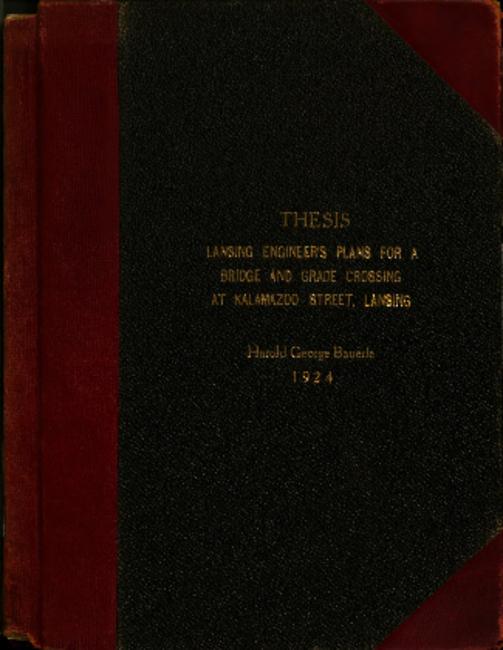 THESIS
LANSING ENGINEER'S PLANS FOR A
BRIDGE AND GRADE CROSSING
AT KALAMAZOO STREET, LANSING
Harold George Bauerle
1924